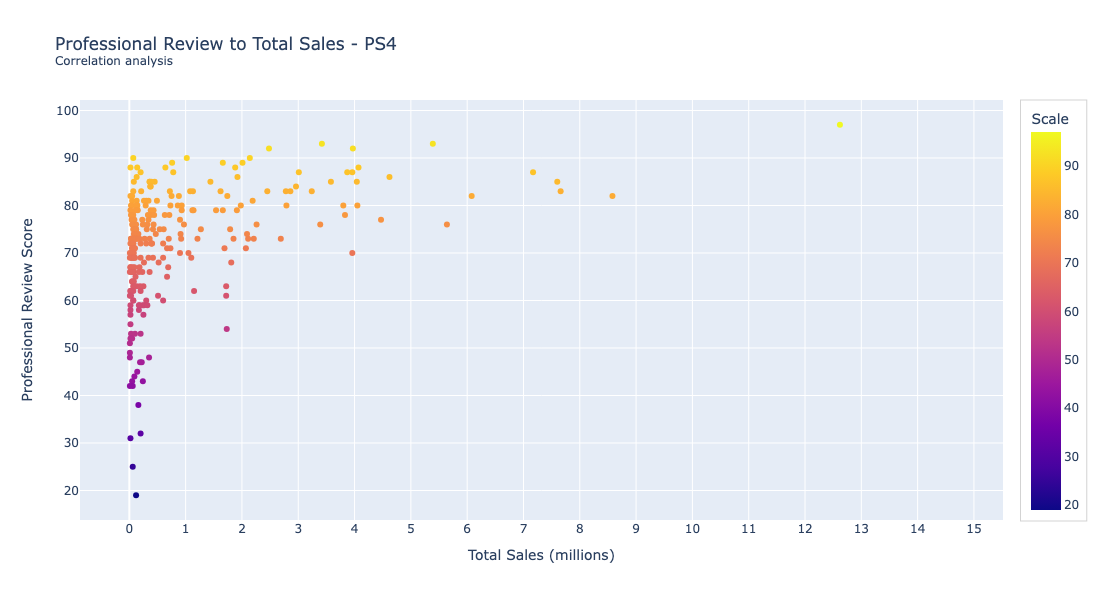 Professional Review to Total Sales - PS4
Correlation analysis
Professional Review Score
100
90
80
70
60
50
40
30
20
0 1 2 3 4 5 6 7 8 9 10 11 12 13 14 15
Total Sales (millions)
Scale
90
80
70
60
50
40
30
20